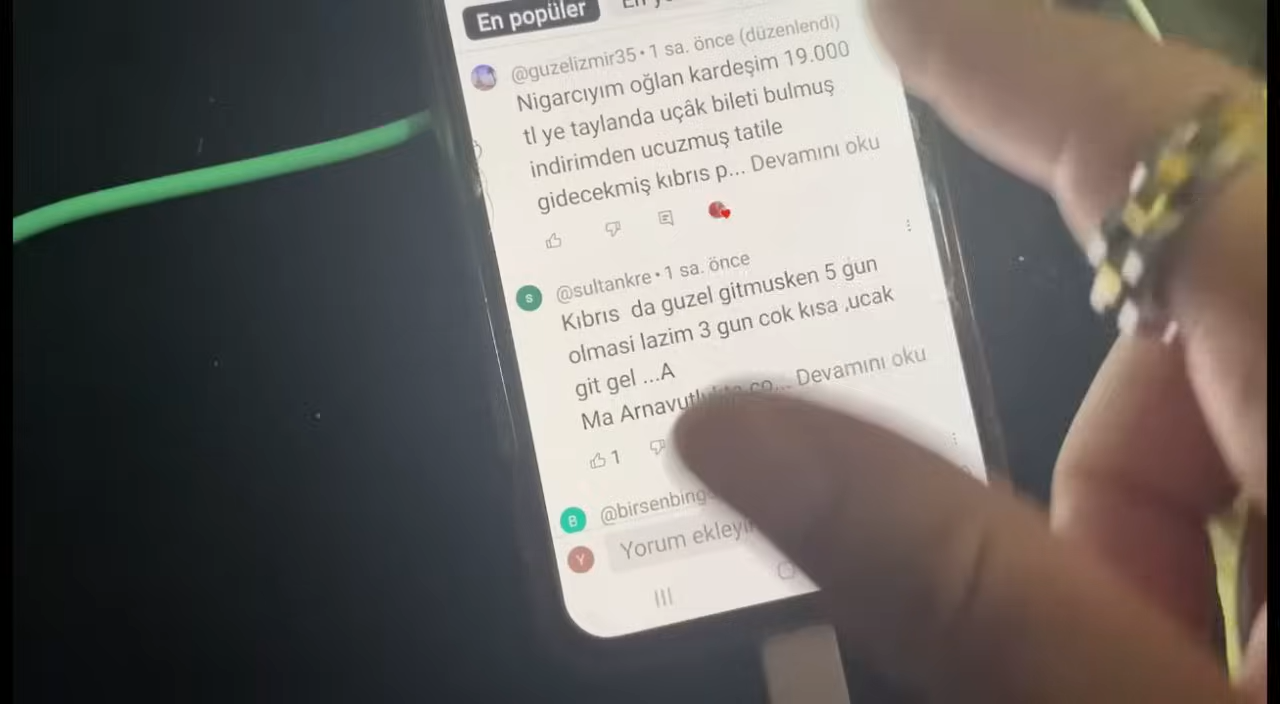 En popüler
@guzelizmir35 • 1 sa. önce (düzenlendi)
Nigarcıyım oğlan kardeşim 19.000
tl ye taylanda uçâk bileti bulmuş
indirimden ucuzmuş tatile
gidecekmiş kıbrıs p... Devamını oku
S
@sultankre • 1 sa. önce
Kıbrıs da guzel gitmusken 5 gun
olmasi lazim 3 gun cok kısa ,ucak
git gel ...A
Ma co... Devamını oku
1
B
Y
Yorum